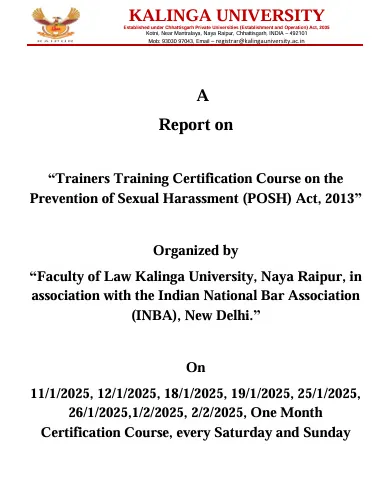 KALINGA UNIVERSITY
Established under Chhattisgarh Private Universities (Establishment and Operation) Act, 2005
Kotni, Near Mantralaya, Naya Raipur, Chhattisgarh, INDIA – 492101
Mob: 93030 97043, Email – registrar@kalingauniversity.ac.in
A
Report on
“Trainers Training Certification Course on the
Prevention of Sexual Harassment (POSH) Act, 2013”
Organized by
“Faculty of Law Kalinga University, Naya Raipur, in
association with the Indian National Bar Association
(INBA), New Delhi.”
On
11/1/2025, 12/1/2025, 18/1/2025, 19/1/2025, 25/1/2025,
26/1/2025,1/2/2025, 2/2/2025, One Month
Certification Course, every Saturday and Sunday